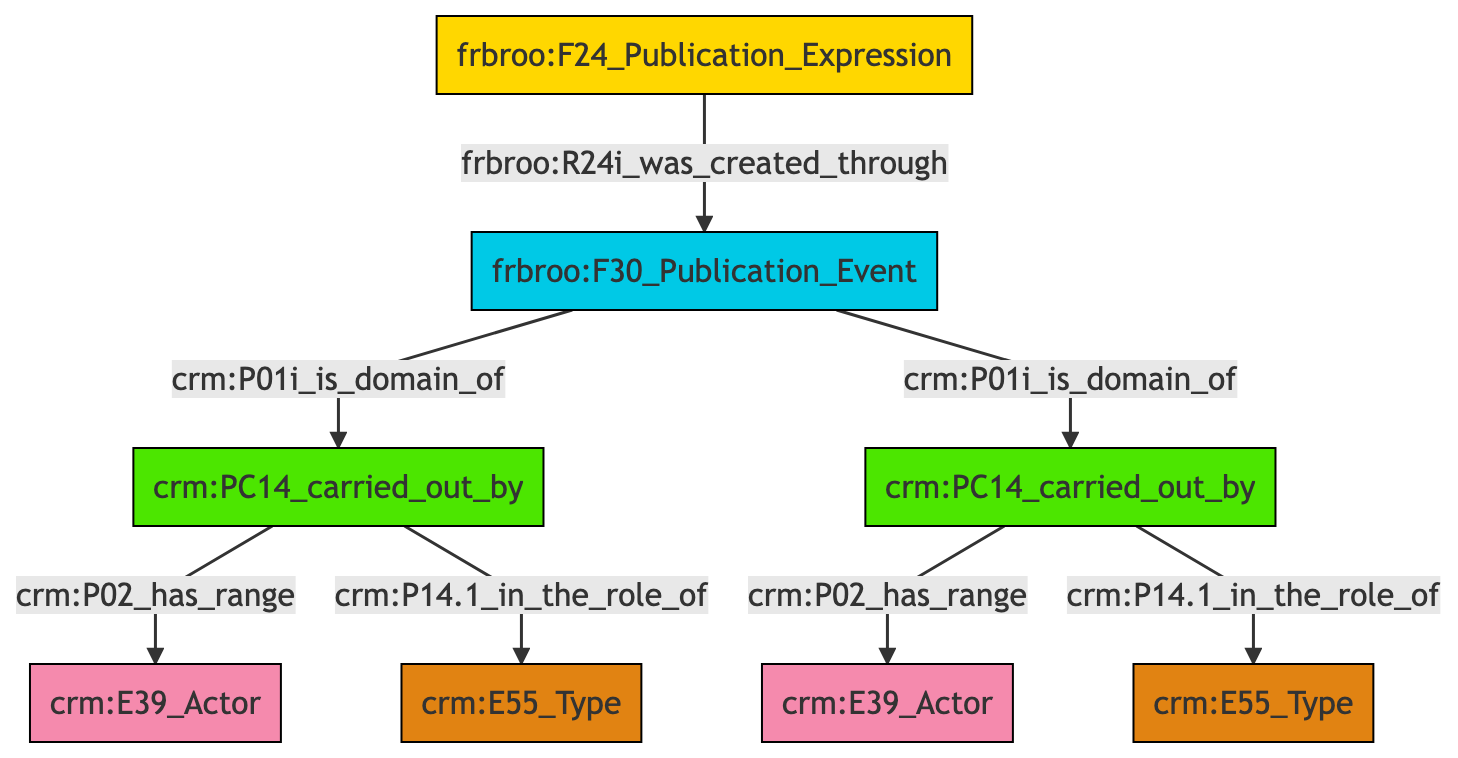 frbroo:F24_Publication_Expression
frbroo:R24i_was_created_through
frbroo:F30_Publication_Event
crm:P01i_is_domain_of
crm:P01i_is_domain_of
crm:PC14_carried_out_by
crm:PC14_carried_out_by
crm:P02_has_range
crm:P14.1_in_the_role_of
crm:P02_has_range
crm:P14.1_in_the_role_of
crm:E39_Actor
crm:E55_Type
crm:E39_Actor
crm:E55_Type